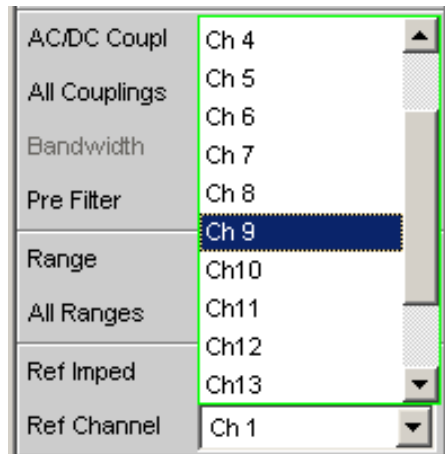 AC/DC Coupl
All Couplings
Bandwidth
Pre Filter
Range
All Ranges
Ref Imped
Ref Channel
Ch 4
Ch 5
Ch 6
Ch 7
Ch 8
Ch 9
Ch10
Ch11
Ch12
Ch13
Ch 1